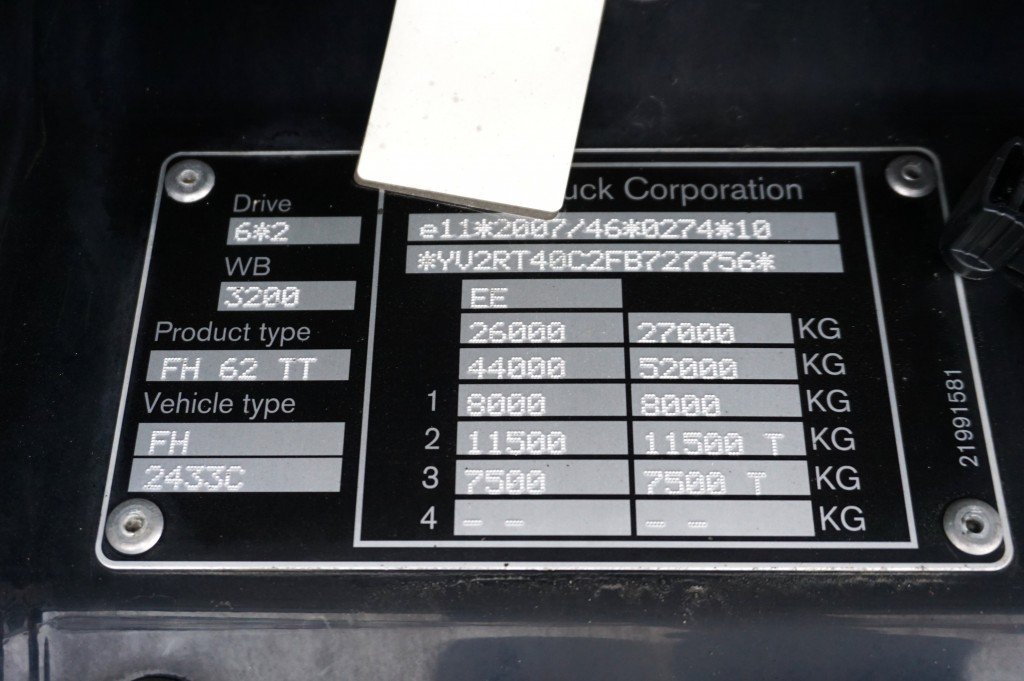 Drive
6*2
WB
3200
Product type
FH 62 TT
Vehicle type
FH
2433C
uck Corporation
e11*2007/46*0274*10
*YV2RT40C2FB727756*
EE
26000 27000 KG
44000 52000 KG
1 8000 8000 KG
2 11500 11500 T KG
3 7500 7500 T KG
4 – – – – KG
21991581